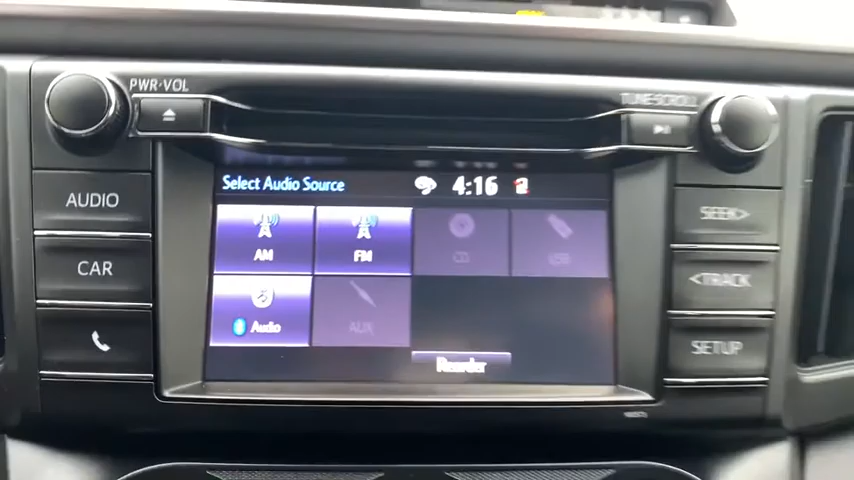 PWR·VOL
TUNE·SCROLL
AUDIO
CAR
Select Audio Source
4:16
AM
FM
CD
USB
Audio
AUX
Reorder
SEEK>
<TRACK
SETUP